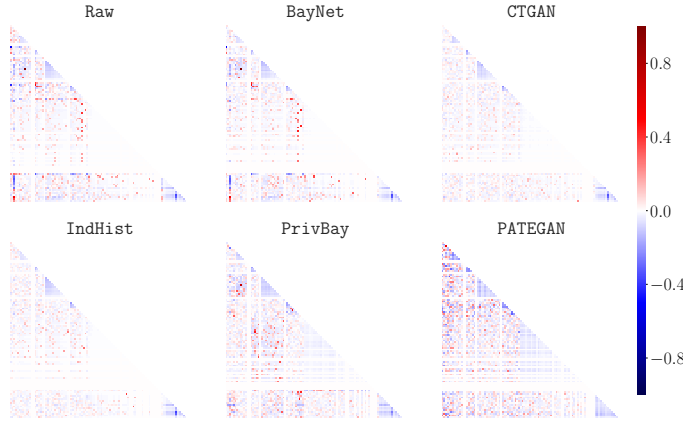 Raw
BayNet
CTGAN
0.8
0.4
0.0
−0.4
−0.8
IndHist
PrivBay
PATEGAN